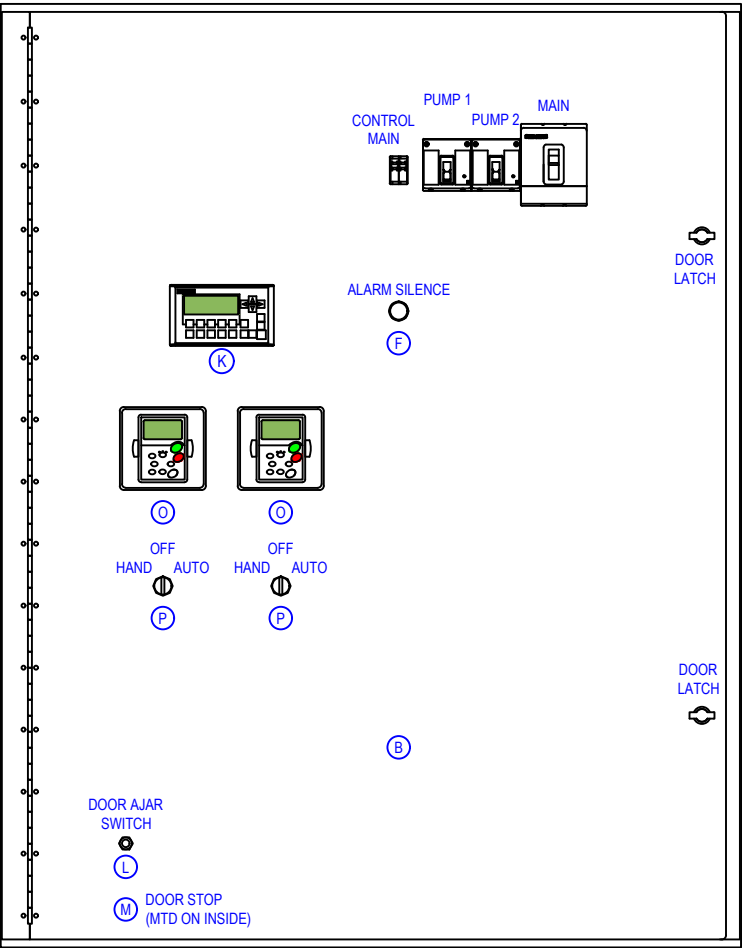 PUMP 1
MAIN
CONTROL
MAIN
PUMP 2
DOOR
LATCH
ALARM SILENCE
F
K
O
O
OFF
HAND AUTO
OFF
HAND AUTO
P
P
DOOR
LATCH
B
DOOR AJAR
SWITCH
L
M DOOR STOP
(MTD ON INSIDE)